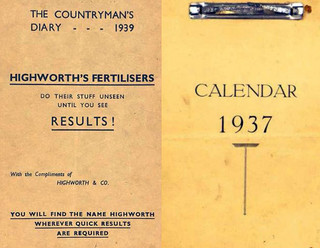 THE COUNTRYMAN'S
DIARY - - - 1939
HIGHWORTH'S FERTILISERS
DO THEIR STUFF UNSEEN
UNTIL YOU SEE
RESULTS!
With the Compliments of
HIGHWORTH & CO.
YOU WILL FIND THE NAME HIGHWORTH
WHEREVER QUICK RESULTS
ARE REQUIRED
CALENDAR
1937